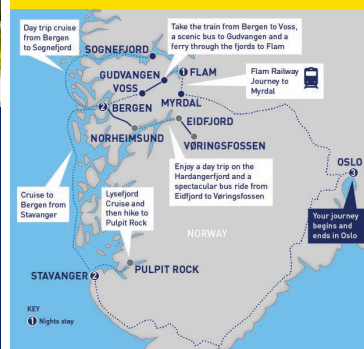 Day trip cruise
from Bergen
to Sognefjord
Take the train from Bergen to Voss,
a scenic bus to Gudvangen and a
ferry through the fjords to Flam
SOGNEFJORD
GUDVANGEN
VOSS
1 FLAM
Flam Railway
Journey to
Myrdal
2 BERGEN
MYRDAL
EIDFJORD
NORHEIMSUND
VØRINGSFOSSEN
Enjoy a day trip on the
Hardangerfjord and a
spectacular bus ride from
Eidfjord to Vøringsfossen
OSLO
3
Your journey
begins and
ends in Oslo
Cruise to
Bergen from
Stavanger
Lysefjord
Cruise and
then hike to
Pulpit Rock
NORWAY
STAVANGER 2
PULPIT ROCK
KEY
1 Nights stay